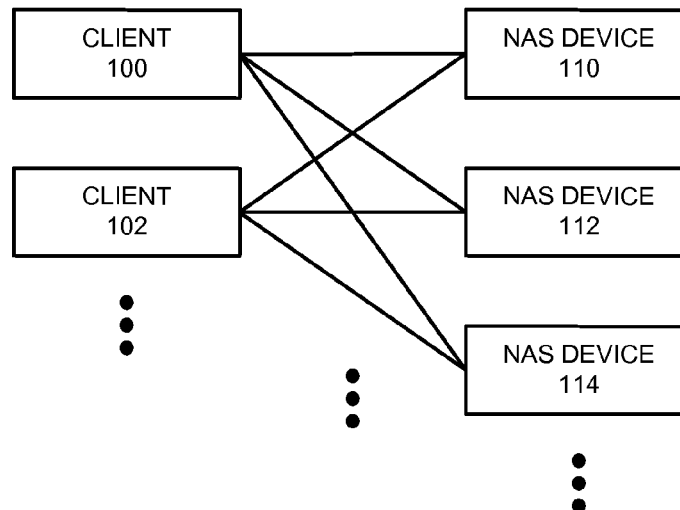 CLIENT
100
NAS DEVICE
110
CLIENT
102
NAS DEVICE
112
NAS DEVICE
114